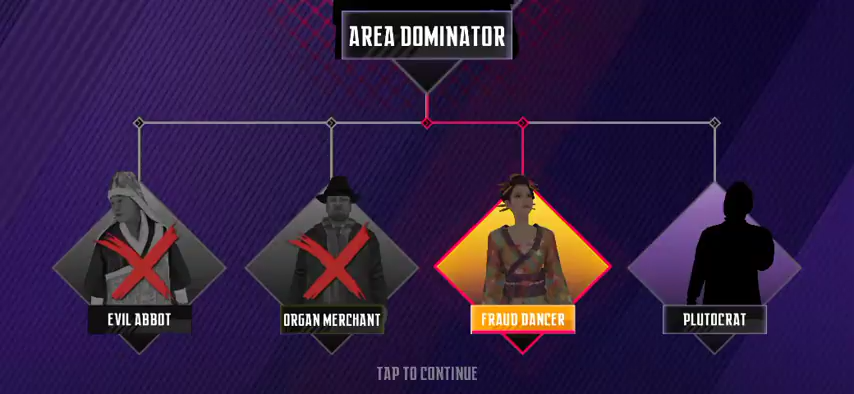 AREA DOMINATOR
EVIL ABBOT
ORGAN MERCHANT
FRAUD DANCER
PLUTOCRAT
TAP TO CONTINUE